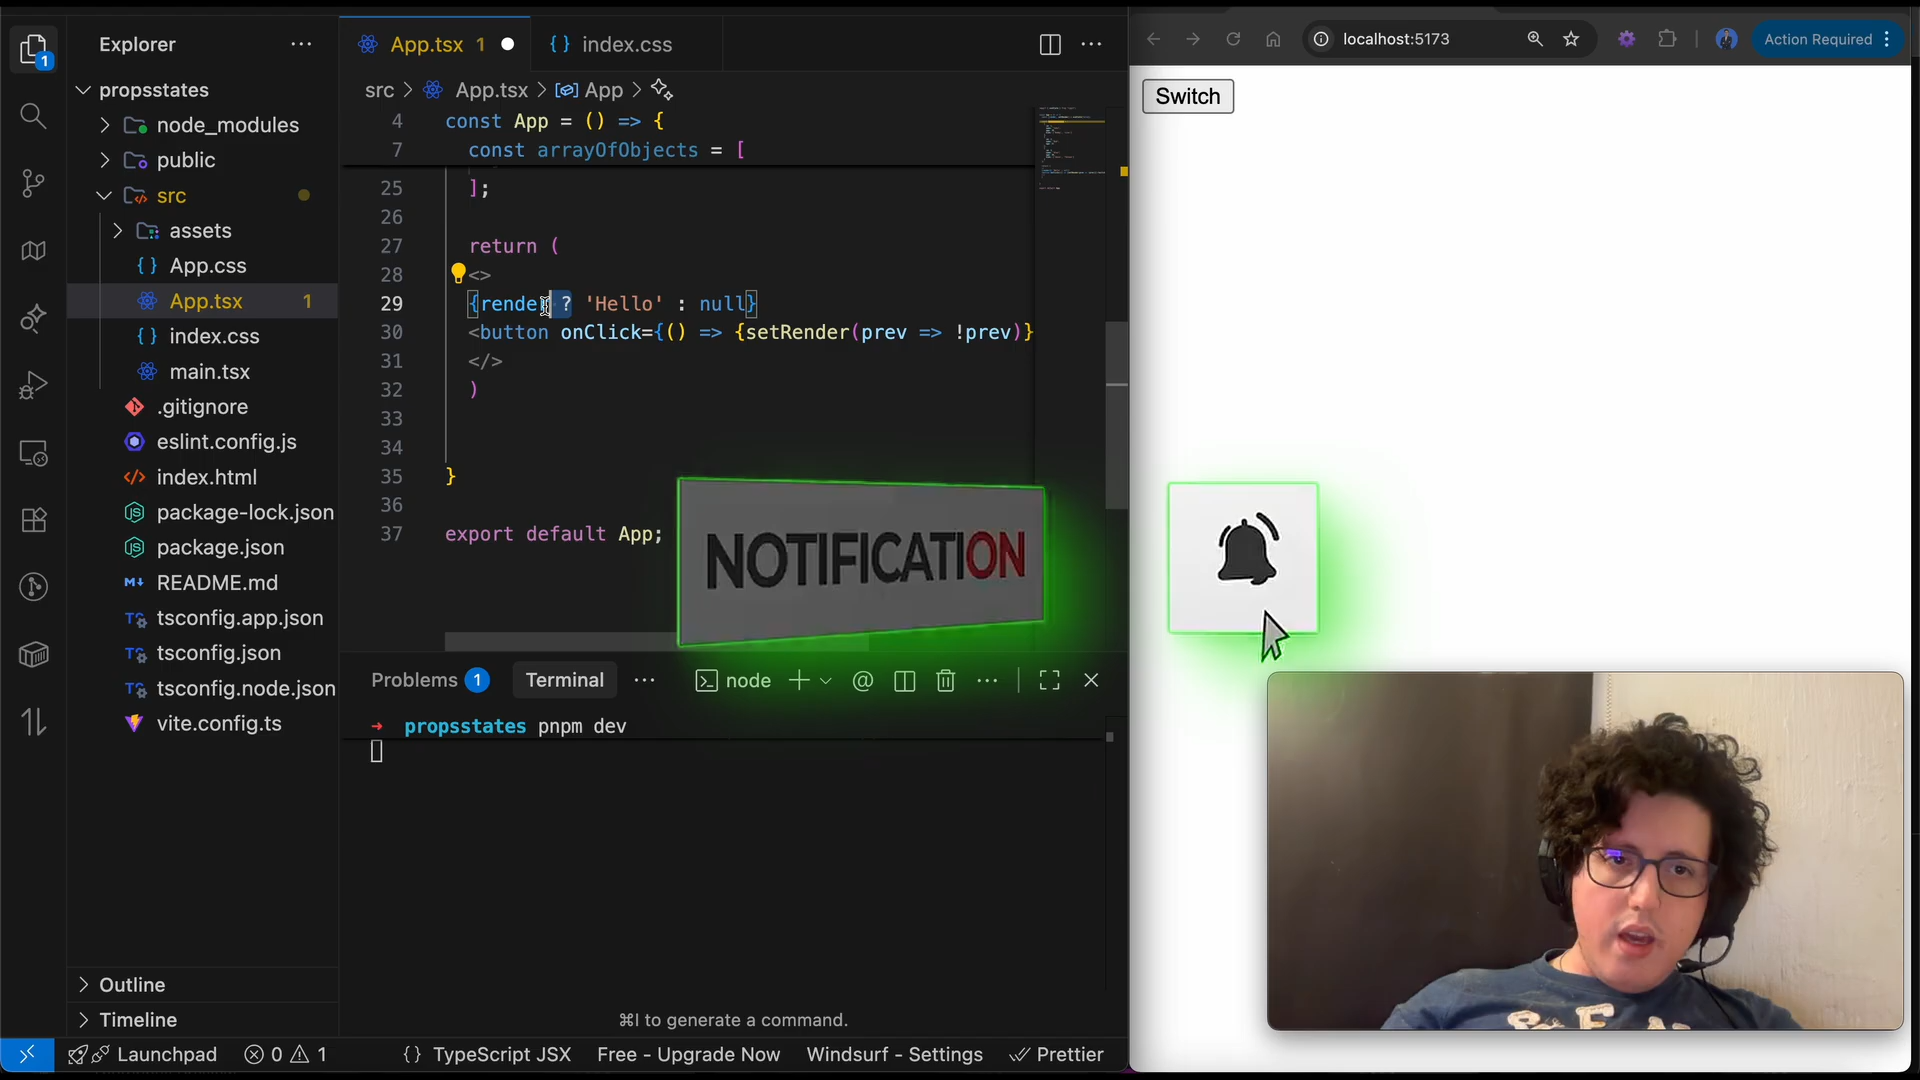 Explorer
propsstates
node_modules
public
src
assets
App.css
App.tsx 1
index.css
main.tsx
.gitignore
eslint.config.js
index.html
package-lock.json
package.json
README.md
tsconfig.app.json
tsconfig.json
tsconfig.node.json
vite.config.ts
Outline
Timeline
App.tsx 1
index.css
src > App.tsx > App >
4 const App = () => {
7 const arrayOfObjects = [
25 ];
26
27 return (
28 <>
29 {render ? 'Hello' : null}
30 <button onClick={() => {setRender(prev => !prev)}
31 </>
32 )
33
34
35 }
36
37 export default App;
NOTIFICATION
Problems 1 Terminal node
→ propsstates pnpm dev
⌘I to generate a command.
Launchpad 0 1 {} TypeScript JSX Free - Upgrade Now Windsurf - Settings Prettier
localhost:5173
Action Required
Switch